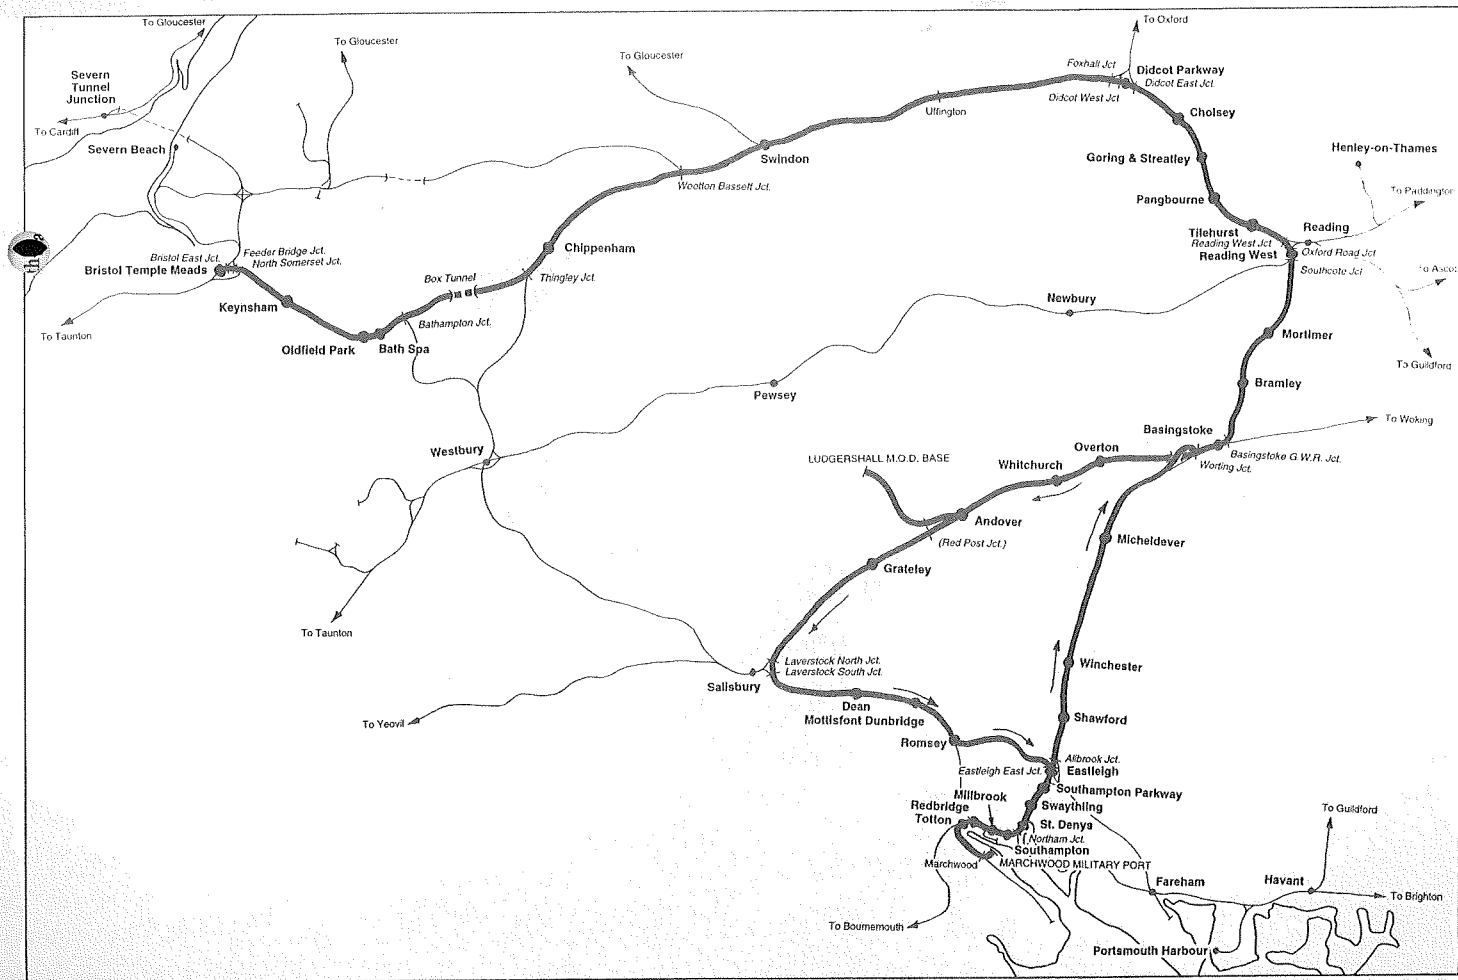 To Gloucester
To Gloucester
To Gloucester
To Oxford
Severn
Tunnel
Junction
To Cardiff
Severn Beach
Foxhall Jct
Didcot Parkway
Didcot East Jct.
Didcot West Jct
Uffington
Cholsey
Swindon
Goring & Streatley
Henley-on-Thames
Wootton Bassett Jct.
Pangbourne
To Paddington
Tilehurst
Reading
Reading West Jct
Reading West
Oxford Road Jct
Southcote Jct
To Ascot
Bristol East Jct.
Feeder Bridge Jct.
North Somerset Jct.
Bristol Temple Meads
Chippenham
Box Tunnel
Thingley Jct.
Keynsham
Newbury
To Taunton
Bathampton Jct.
Oldfield Park
Bath Spa
Mortimer
To Guildford
Bramley
Pewsey
Basingstoke
To Woking
Westbury
Overton
Basingstoke G.W.R. Jct.
Worting Jct.
LUDGERSHALL M.O.D. BASE
Whitchurch
Andover
(Red Post Jct.)
Micheldever
Grateley
To Taunton
Laverstock North Jct.
Laverstock South Jct.
Salisbury
Winchester
Dean
Mottisfont Dunbridge
Shawford
To Yeovil
Romsey
Allbrook Jct.
Eastleigh East Jct.
Eastleigh
Southampton Parkway
Millbrook
Swaythling
Redbridge
Totton
St. Denys
Northam Jct.
Southampton
To Guildford
Marchwood
MARCHWOOD MILITARY PORT
Fareham
Havant
To Brighton
To Bournemouth
Portsmouth Harbour